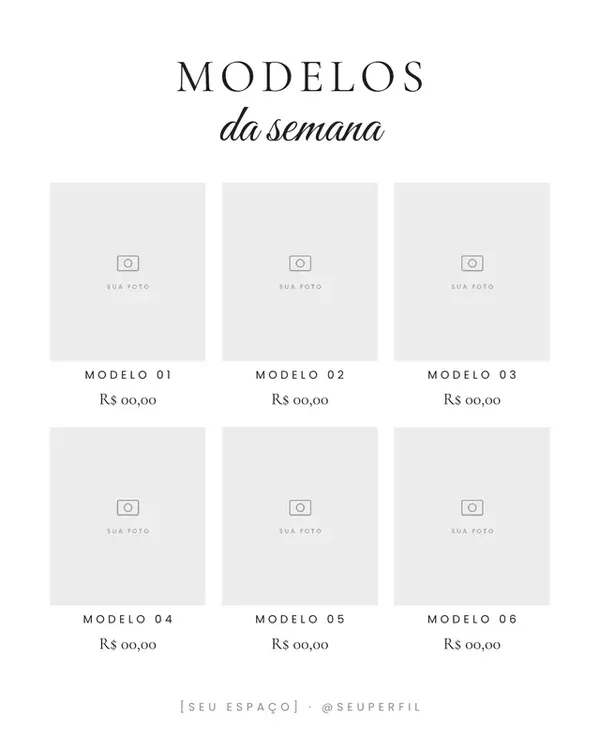 MODELOS
da semana
SUA FOTO SUA FOTO SUA FOTO
MODELO 01 MODELO 02 MODELO 03
R$ 00,00 R$ 00,00 R$ 00,00
SUA FOTO SUA FOTO SUA FOTO
MODELO 04 MODELO 05 MODELO 06
R$ 00,00 R$ 00,00 R$ 00,00
[SEU ESPAÇO] · @SEUPERFIL